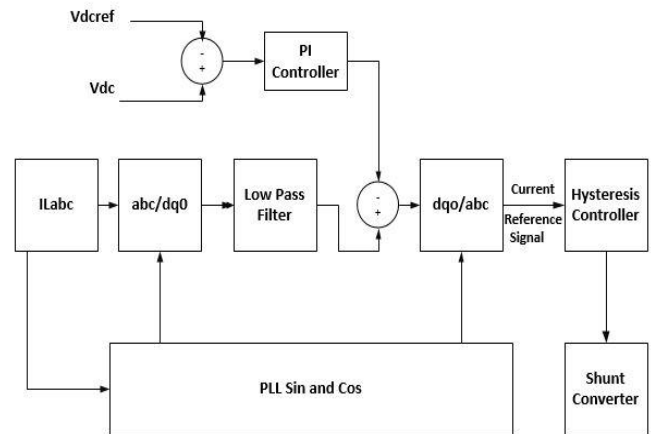 Vdcref
-
+
Vdc
PI
Controller
ILabc
abc/dq0
Low Pass
Filter
-
+
dqo/abc
Current
Reference
Signal
Hysteresis
Controller
PLL Sin and Cos
Shunt
Converter